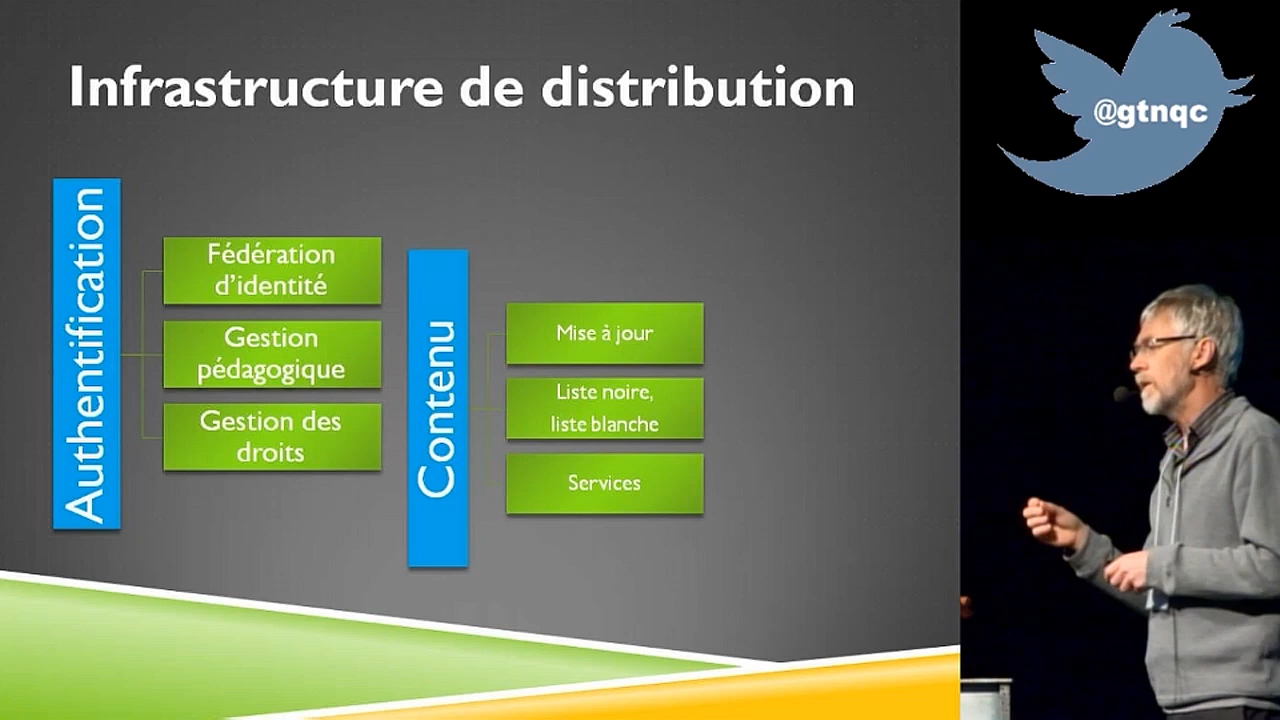 Infrastructure de distribution
@gtnqc
Authentification
Fédération
d'identité
Gestion
pédagogique
Gestion des
droits
Contenu
Mise à jour
Liste noire,
liste blanche
Services